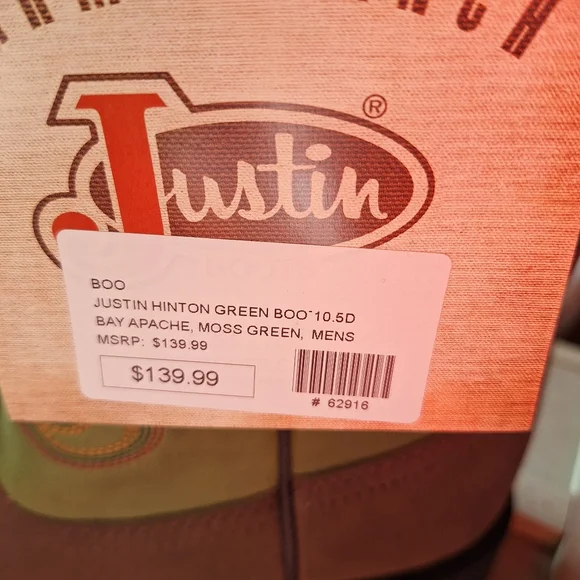 Justin®
BOO
JUSTIN HINTON GREEN BOO 10.5D
BAY APACHE, MOSS GREEN, MENS
MSRP: $139.99
$139.99
# 62916